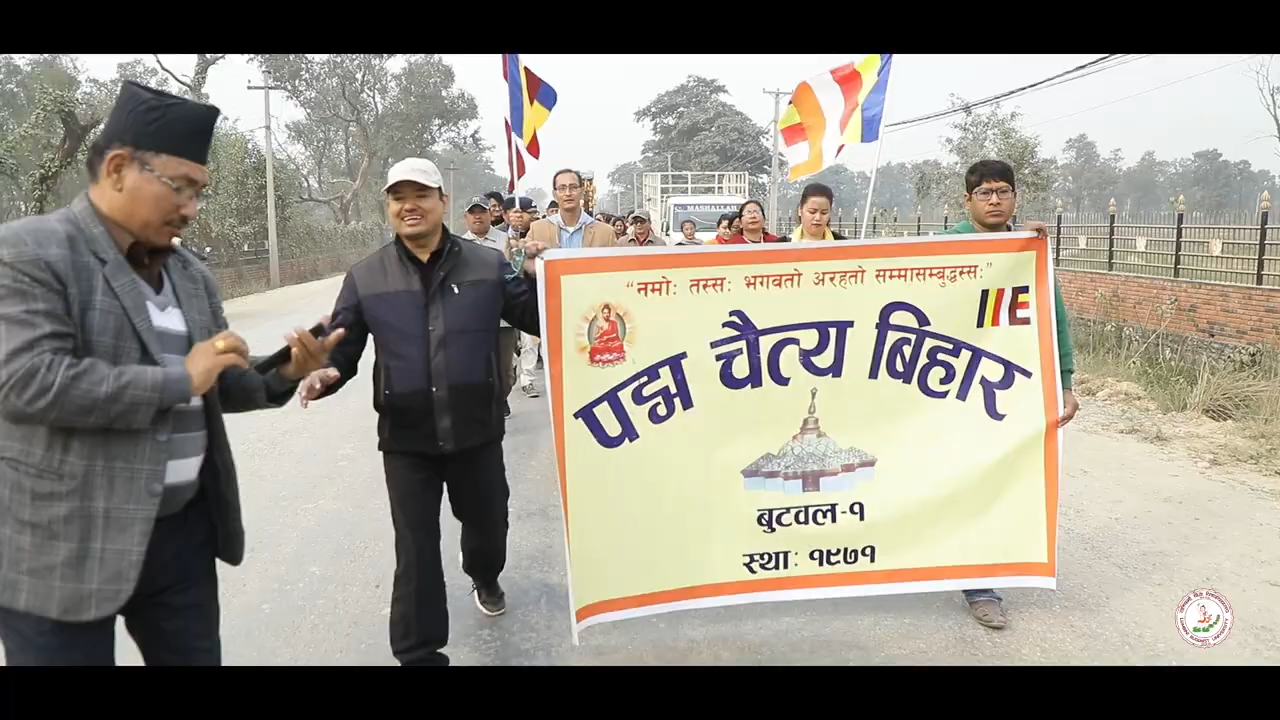 MASHALLAH
“नमोः तस्सः भगवतो अरहतो सम्मासम्बुद्धस्सः”
पद्म चैत्य बिहार
बुटवल-१
स्थाः १९७१